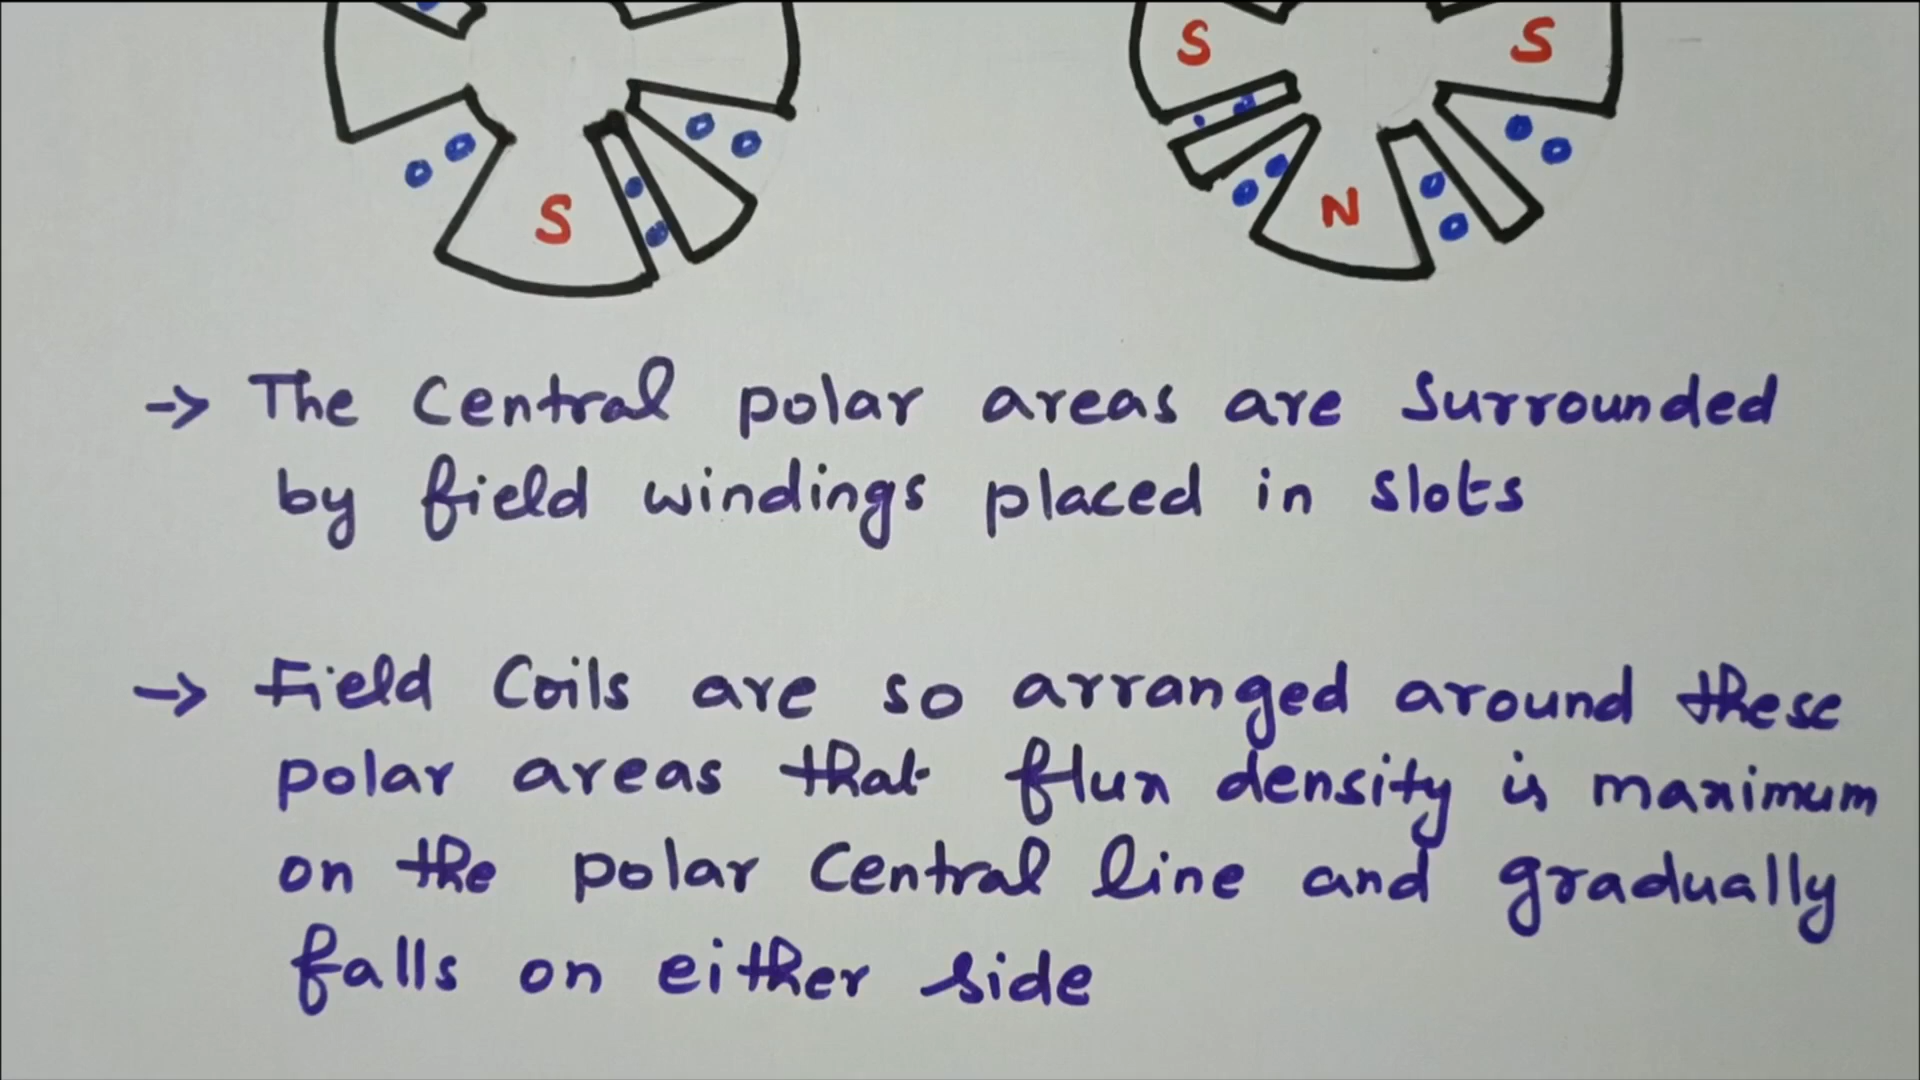 S S
S N
→ The Central polar areas are Surrounded
by field windings placed in slots
→ Field Coils are so arranged around these
polar areas that flux density is maximum
on the polar Central line and gradually
falls on either side